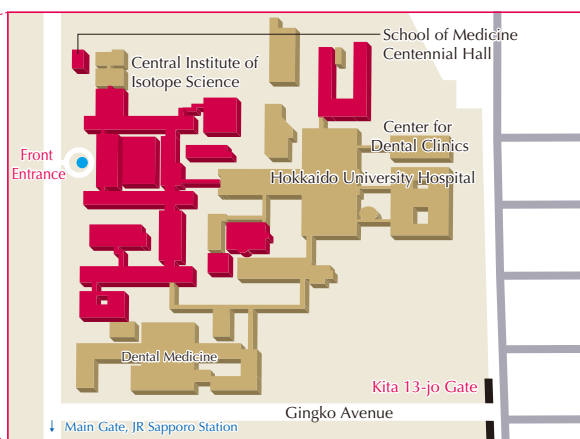 School of Medicine
Centennial Hall
Central Institute of
Isotope Science
Center for
Dental Clinics
Front
Entrance
Hokkaido University Hospital
Dental Medicine
Kita 13-jo Gate
Gingko Avenue
↓ Main Gate, JR Sapporo Station